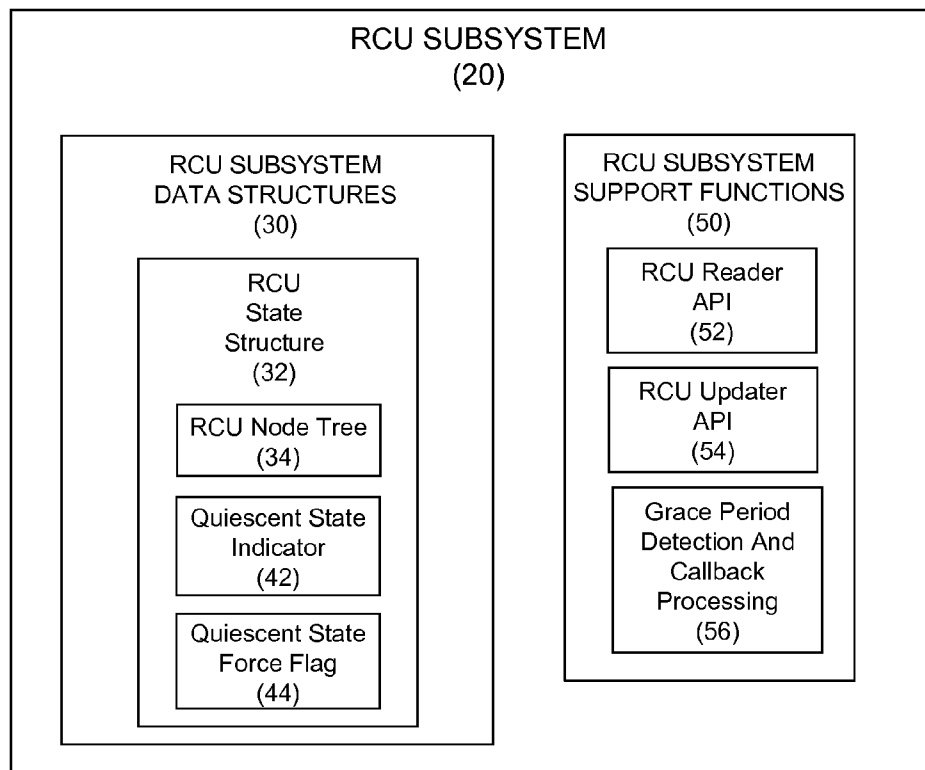 RCU SUBSYSTEM
(20)
RCU SUBSYSTEM
DATA STRUCTURES
(30)
RCU
State
Structure
(32)
RCU Node Tree
(34)
Quiescent State
Indicator
(42)
Quiescent State
Force Flag
(44)
RCU SUBSYSTEM
SUPPORT FUNCTIONS
(50)
RCU Reader
API
(52)
RCU Updater
API
(54)
Grace Period
Detection And
Callback
Processing
(56)